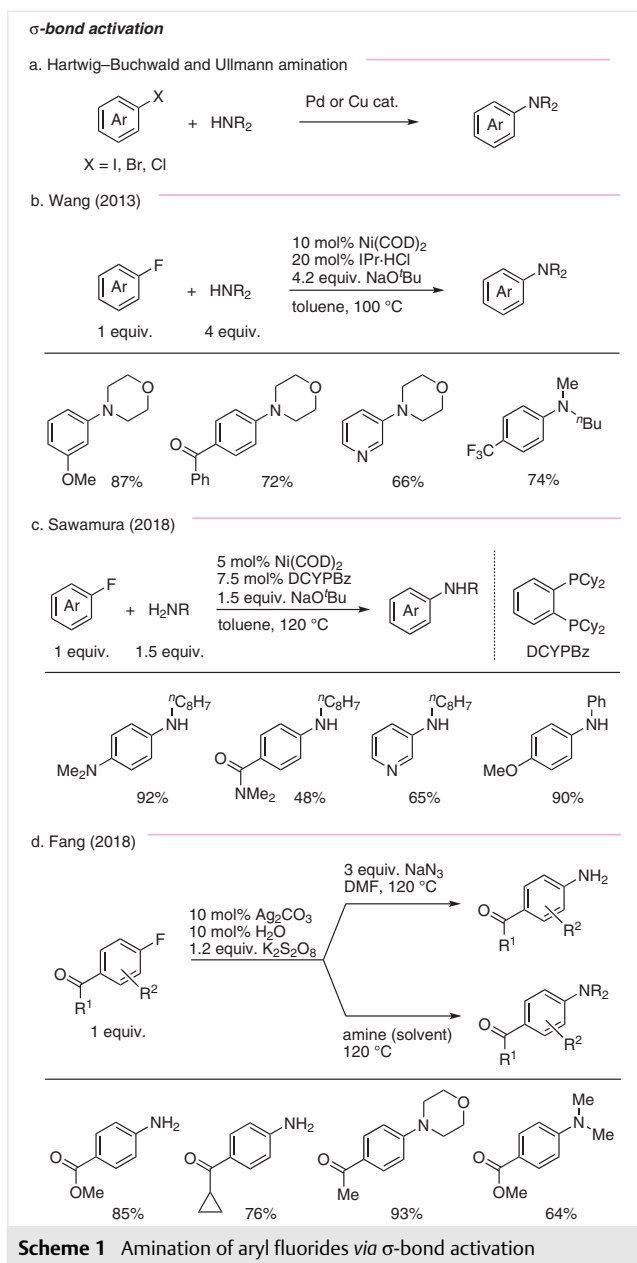 σ-bond activation
a. Hartwig–Buchwald and Ullmann amination
X
Ar
+ HNR2
Pd or Cu cat.
NR2
Ar
X = I, Br, Cl
b. Wang (2013)
F
Ar
+ HNR2
10 mol% Ni(COD)2
20 mol% IPr·HCl
4.2 equiv. NaOtBu
toluene, 100 °C
NR2
Ar
1 equiv. 4 equiv.
O
N
OMe
87%
O
N
O
Ph
72%
O
N
N
66%
Me
N
nBu
F3C
74%
c. Sawamura (2018)
F
Ar
+ H2NR
5 mol% Ni(COD)2
7.5 mol% DCYPBz
1.5 equiv. NaOtBu
toluene, 120 °C
NHR
Ar
PCy2
PCy2
DCYPBz
1 equiv. 1.5 equiv.
nC8H7
NH
Me2N
92%
nC8H7
NH
O
NMe2
48%
nC8H7
NH
N
65%
Ph
NH
MeO
90%
d. Fang (2018)
F
O
R1
R2
1 equiv.
10 mol% Ag2CO3
10 mol% H2O
1.2 equiv. K2S2O8
3 equiv. NaN3
DMF, 120 °C
NH2
O
R1
R2
amine (solvent)
120 °C
NR2
O
R1
R2
NH2
O
OMe
85%
NH2
O
76%
O
N
O
Me
93%
Me
N
Me
O
OMe
64%
Scheme 1 Amination of aryl fluorides via σ-bond activation